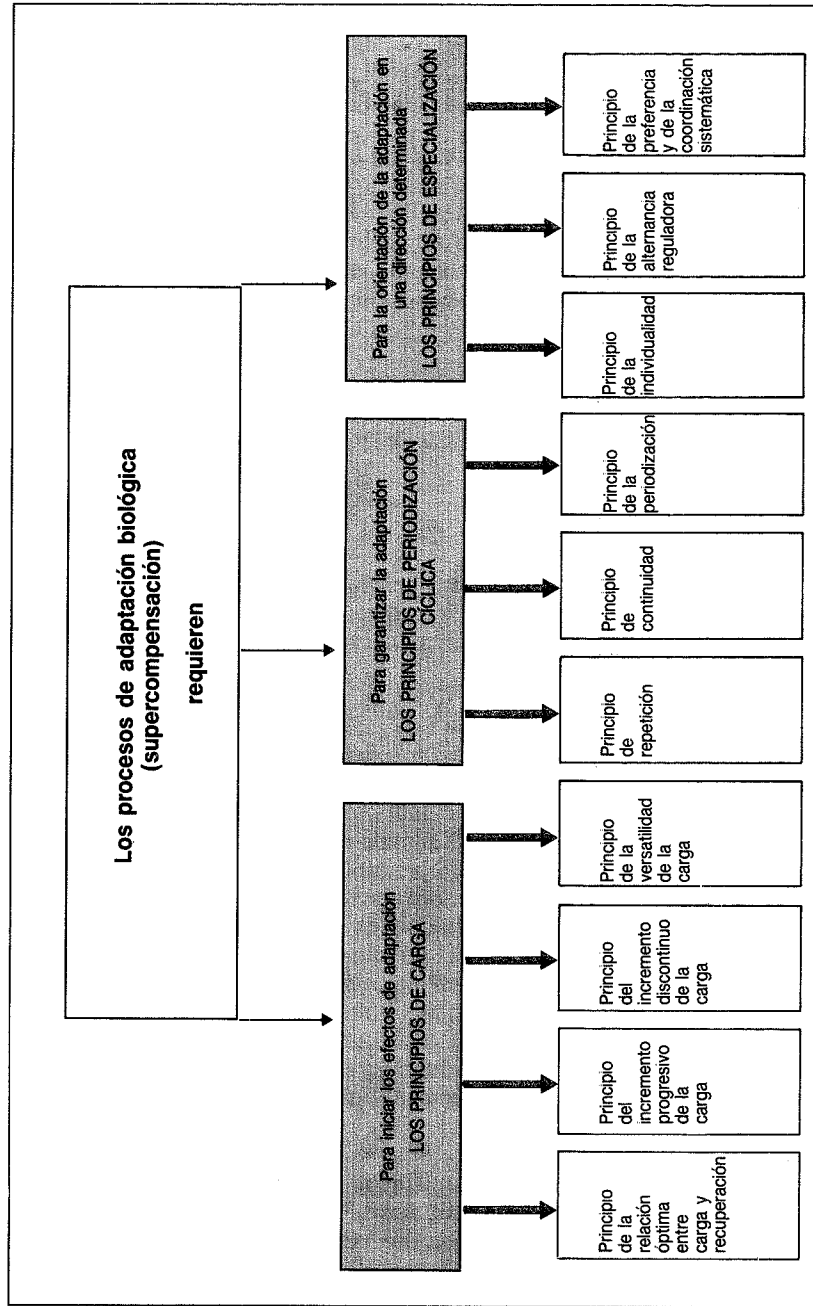 Los procesos de adaptación biológica
(supercompensación)
requieren
Para iniciar los efectos de adaptación
LOS PRINCIPIOS DE CARGA
Para garantizar la adaptación
LOS PRINCIPIOS DE PERIODIZACIÓN
CÍCLICA
Para la orientación de la adaptación en
una dirección determinada
LOS PRINCIPIOS DE ESPECIALIZACIÓN
Principio
de la
relación
óptima
entre
carga y
recuperación
Principio
del
incremento
progresivo
de la
carga
Principio
del
incremento
discontinuo
de la
carga
Principio
de la
versatilidad
de la
carga
Principio
de
repetición
Principio
de
continuidad
Principio
de la
periodización
Principio
de la
individualidad
Principio
de la
alternancia
reguladora
Principio
de la
preferencia
y de la
coordinación
sistemática